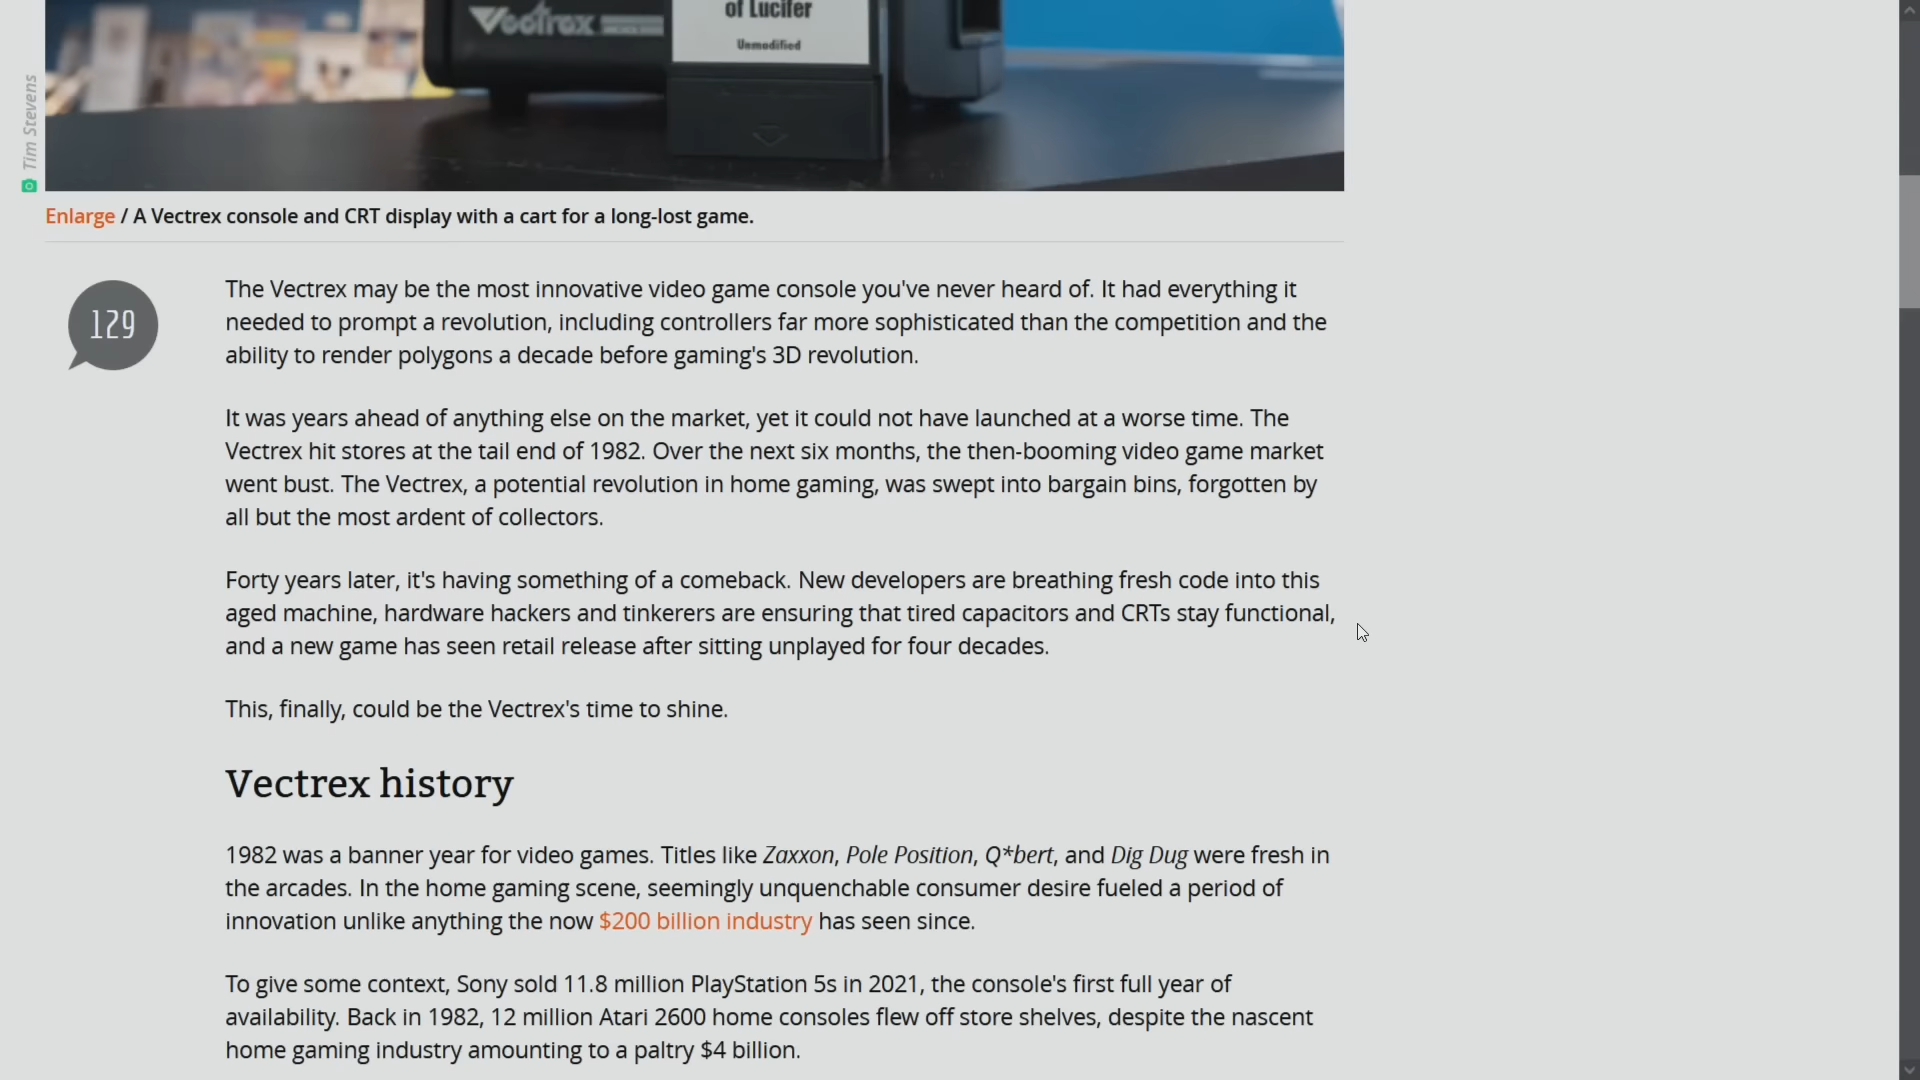 Vectrex
of Lucifer
Unmodified
Tim Stevens
Enlarge / A Vectrex console and CRT display with a cart for a long-lost game.
129
The Vectrex may be the most innovative video game console you've never heard of. It had everything it
needed to prompt a revolution, including controllers far more sophisticated than the competition and the
ability to render polygons a decade before gaming's 3D revolution.
It was years ahead of anything else on the market, yet it could not have launched at a worse time. The
Vectrex hit stores at the tail end of 1982. Over the next six months, the then-booming video game market
went bust. The Vectrex, a potential revolution in home gaming, was swept into bargain bins, forgotten by
all but the most ardent of collectors.
Forty years later, it's having something of a comeback. New developers are breathing fresh code into this
aged machine, hardware hackers and tinkerers are ensuring that tired capacitors and CRTs stay functional,
and a new game has seen retail release after sitting unplayed for four decades.
This, finally, could be the Vectrex's time to shine.
Vectrex history
1982 was a banner year for video games. Titles like Zaxxon, Pole Position, Q*bert, and Dig Dug were fresh in
the arcades. In the home gaming scene, seemingly unquenchable consumer desire fueled a period of
innovation unlike anything the now $200 billion industry has seen since.
To give some context, Sony sold 11.8 million PlayStation 5s in 2021, the console's first full year of
availability. Back in 1982, 12 million Atari 2600 home consoles flew off store shelves, despite the nascent
home gaming industry amounting to a paltry $4 billion.